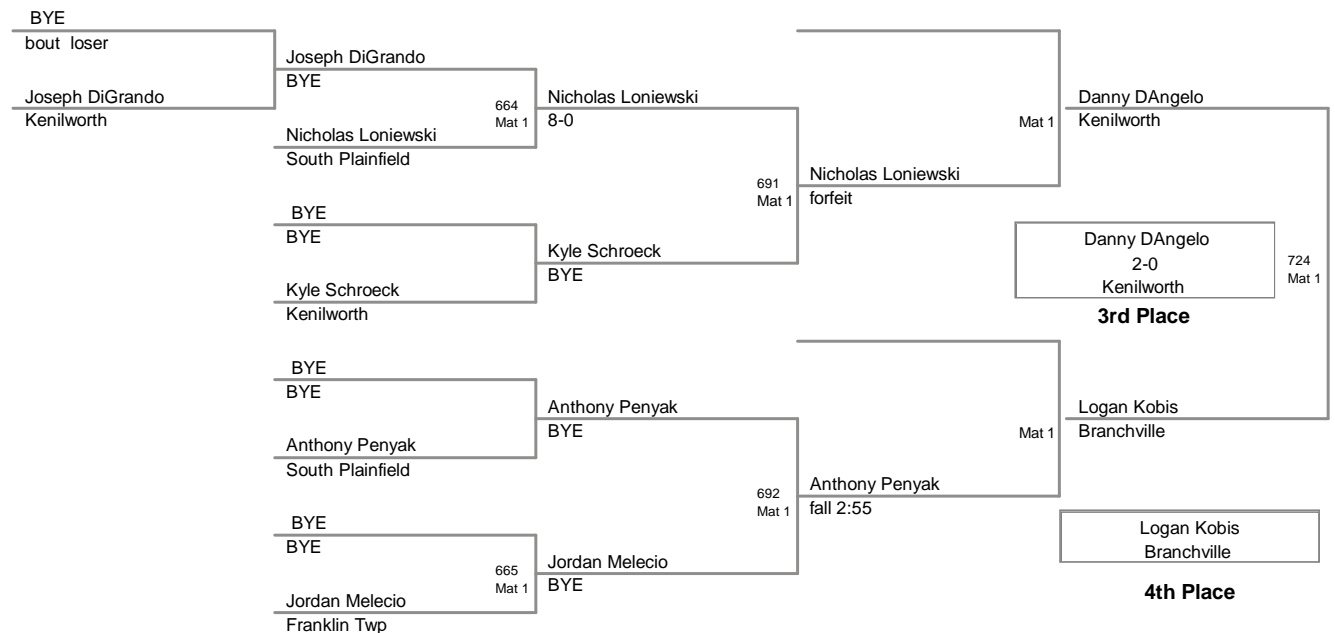 BYE
bout loser
Joseph DiGrando
Kenilworth
Joseph DiGrando
BYE
Nicholas Loniewski
South Plainfield
664
Mat 1
Nicholas Loniewski
8-0
BYE
BYE
Kyle Schroeck
Kenilworth
Kyle Schroeck
BYE
691
Mat 1
Nicholas Loniewski
forfeit
Mat 1
Danny DAngelo
Kenilworth
Danny DAngelo
2-0
Kenilworth
3rd Place
724
Mat 1
BYE
BYE
Anthony Penyak
South Plainfield
Anthony Penyak
BYE
BYE
BYE
Jordan Melecio
Franklin Twp
665
Mat 1
Jordan Melecio
BYE
692
Mat 1
Anthony Penyak
fall 2:55
Mat 1
Logan Kobis
Branchville
Logan Kobis
Branchville
4th Place